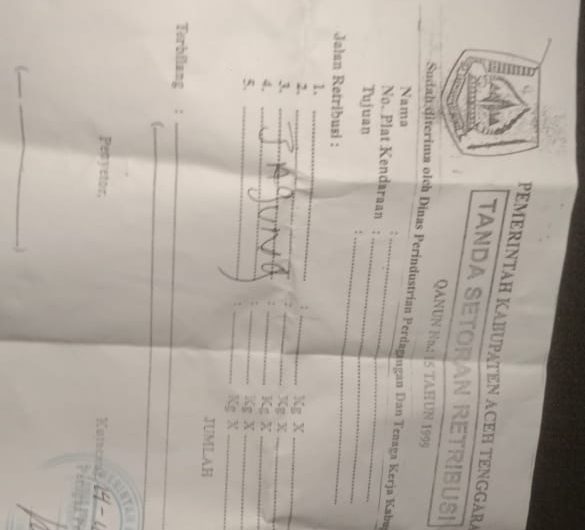 PEMERINTAH KABUPATEN ACEH TENGGARA
TANDA SETORAN RETRIBUSI
QANUN No.: 15 TAHUN 1999
Sudah diterima oleh Dinas Perindustrian Perdagangan Dan Tenaga Kerja
Nama :
No. Plat Kendaraan :
Tujuan :
Jalan Retribusi :
1. : Kg X
2. : Kg X
3. Jagung : Kg X
4. : Kg X
5. : Kg X
JUMLAH
Terbilang : (
Penyetor,
( )